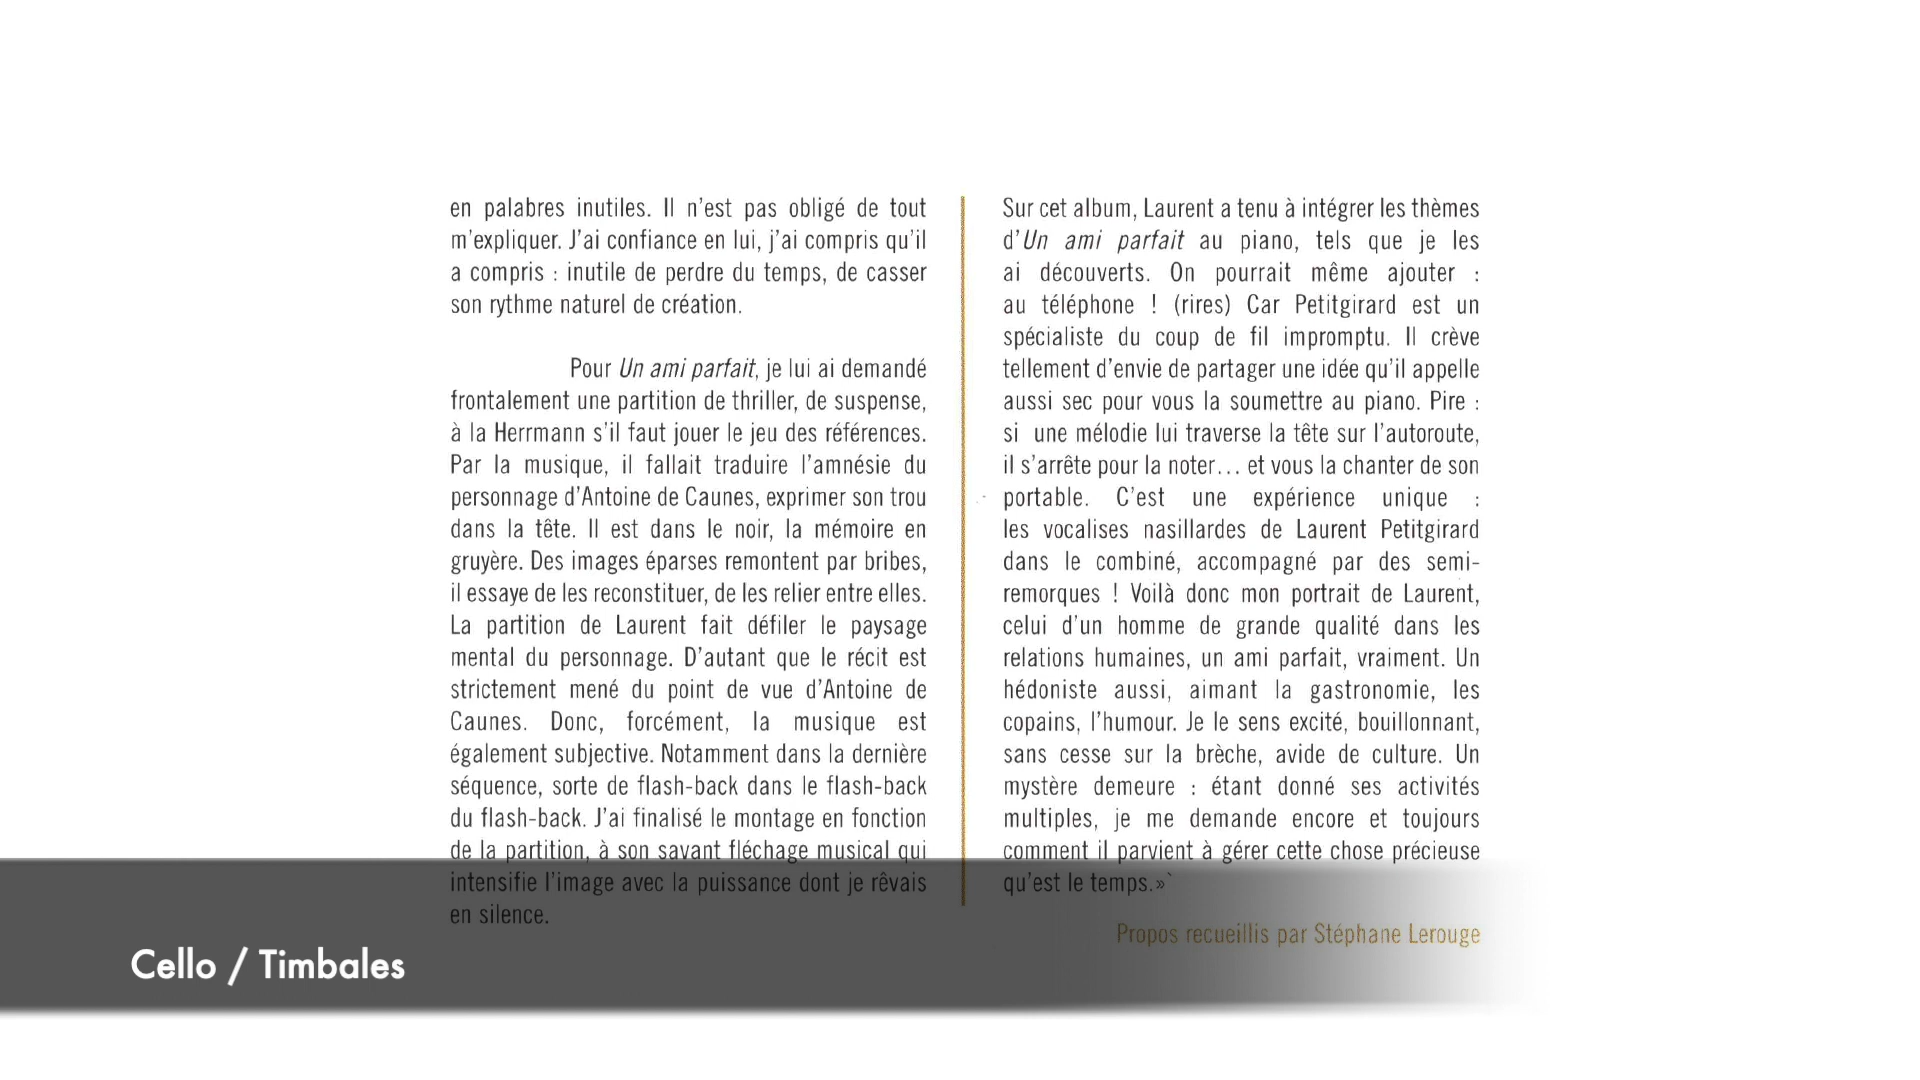 en palabres inutiles. Il n'est pas obligé de tout
m'expliquer. J'ai confiance en lui, j'ai compris qu'il
a compris : inutile de perdre du temps, de casser
son rythme naturel de création.
Pour Un ami parfait, je lui ai demandé
frontalement une partition de thriller, de suspense,
à la Herrmann s'il faut jouer le jeu des références.
Par la musique, il fallait traduire l'amnésie du
personnage d'Antoine de Caunes, exprimer son trou
dans la tête. Il est dans le noir, la mémoire en
gruyère. Des images éparses remontent par bribes,
il essaye de les reconstituer, de les relier entre elles.
La partition de Laurent fait défiler le paysage
mental du personnage. D'autant que le récit est
strictement mené du point de vue d'Antoine de
Caunes. Donc, forcément, la musique est
également subjective. Notamment dans la dernière
séquence, sorte de flash-back dans le flash-back
du flash-back. J'ai finalisé le montage en fonction
de la partition, à son savant fléchage musical qui
intensifie l'image avec la puissance dont je rêvais
en silence.
Sur cet album, Laurent a tenu à intégrer les thèmes
d'Un ami parfait au piano, tels que je les
ai découverts. On pourrait même ajouter :
au téléphone ! (rires) Car Petitgirard est un
spécialiste du coup de fil impromptu. Il crève
tellement d'envie de partager une idée qu'il appelle
aussi sec pour vous la soumettre au piano. Pire :
si une mélodie lui traverse la tête sur l'autoroute,
il s'arrête pour la noter... et vous la chanter de son
portable. C'est une expérience unique :
les vocalises nasillardes de Laurent Petitgirard
dans le combiné, accompagné par des semi-
remorques ! Voilà donc mon portrait de Laurent,
celui d'un homme de grande qualité dans les
relations humaines, un ami parfait, vraiment. Un
hédoniste aussi, aimant la gastronomie, les
copains, l'humour. Je le sens excité, bouillonnant,
sans cesse sur la brèche, avide de culture. Un
mystère demeure : étant donné ses activités
multiples, je me demande encore et toujours
comment il parvient à gérer cette chose précieuse
qu'est le temps.»
Propos recueillis par Stéphane Lerouge
Cello / Timbales